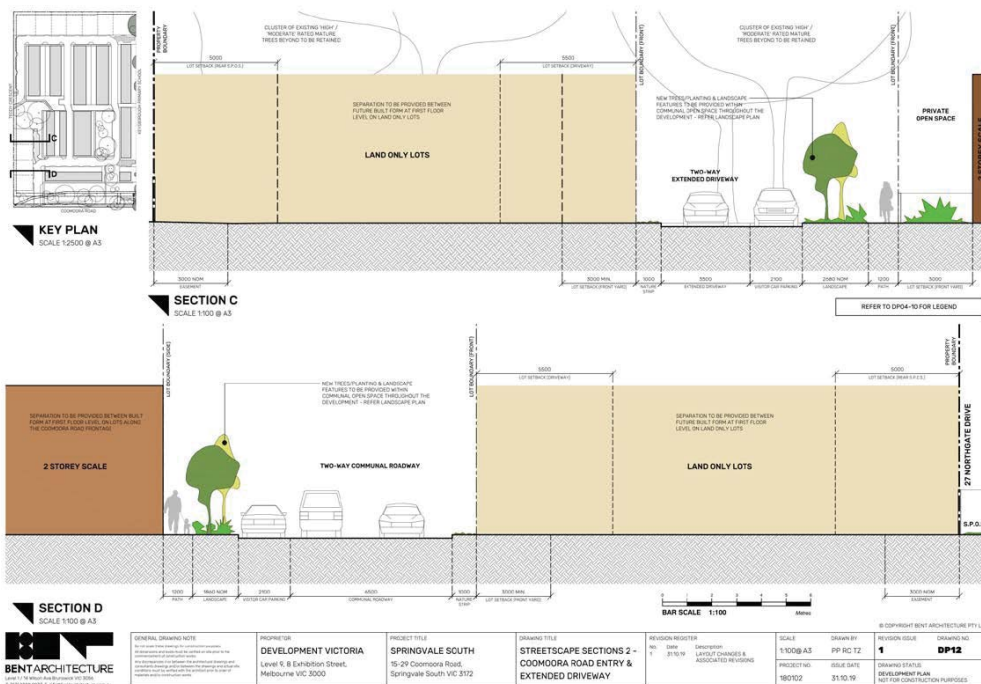 CLUSTER OF EXISTING 'HIGH' /
'MODERATE' RATED MATURE
TREES BEYOND TO BE RETAINED
CLUSTER OF EXISTING 'HIGH' /
'MODERATE' RATED MATURE
TREES BEYOND TO BE RETAINED
PROPERTY
BOUNDARY
LOT BOUNDARY (FRONT)
LOT BOUNDARY (FRONT)
5000
LOT SETBACK (REAR S.P.O.S.)
5500
LOT SETBACK (DRIVEWAY)
SEPARATION TO BE PROVIDED BETWEEN
FUTURE BUILT FORM AT FIRST FLOOR
LEVEL ON LAND ONLY LOTS
LAND ONLY LOTS
NEW TREES/PLANTING & LANDSCAPE
FEATURES TO BE PROVIDED WITHIN
COMMUNAL OPEN SPACE THROUGHOUT THE
DEVELOPMENT - REFER LANDSCAPE PLAN
TWO-WAY
EXTENDED DRIVEWAY
PRIVATE
OPEN SPACE
C
D
COOMOORA ROAD
KEY PLAN
SCALE 1:2500 @ A3
3000 NOM
EASEMENT
3000 MIN.
LOT SETBACK (FRONT YARD)
1000
NATURE
STRIP
5500
EXTENDED DRIVEWAY
2100
VISITOR CAR PARKING
2680 NOM
LANDSCAPE
1200
PATH
3000
LOT SETBACK (FRONT YARD)
SECTION C
SCALE 1:100 @ A3
REFER TO DP04-10 FOR LEGEND
LOT BOUNDARY (SIDE)
LOT BOUNDARY (FRONT)
PROPERTY
BOUNDARY
SEPARATION TO BE PROVIDED BETWEEN BUILT
FORM AT FIRST FLOOR LEVEL ON LOTS ALONG
THE COOMOORA ROAD FRONTAGE
2 STOREY SCALE
NEW TREES/PLANTING & LANDSCAPE
FEATURES TO BE PROVIDED WITHIN
COMMUNAL OPEN SPACE THROUGHOUT THE
DEVELOPMENT - REFER LANDSCAPE PLAN
TWO-WAY COMMUNAL ROADWAY
5500
LOT SETBACK (DRIVEWAY)
5000
LOT SETBACK (REAR S.P.O.S.)
SEPARATION TO BE PROVIDED BETWEEN
FUTURE BUILT FORM AT FIRST FLOOR
LEVEL ON LAND ONLY LOTS
LAND ONLY LOTS
27 NORTHGATE DRIVE
1200
PATH
1860 NOM
LANDSCAPE
2100
VISITOR CAR PARKING
6500
COMMUNAL ROADWAY
1000
NATURE
STRIP
3000 MIN.
LOT SETBACK (FRONT YARD)
3000 NOM
EASEMENT
SECTION D
SCALE 1:100 @ A3
BAR SCALE 1:100
Metres
© COPYRIGHT BENT ARCHITECTURE PTY L
BENT ARCHITECTURE
GENERAL DRAWING NOTE
PROPRIETOR
DEVELOPMENT VICTORIA
Level 9, 8 Exhibition Street,
Melbourne VIC 3000
PROJECT TITLE
SPRINGVALE SOUTH
15-29 Coomoora Road,
Springvale South VIC 3172
DRAWING TITLE
STREETSCAPE SECTIONS 2 -
COOMOORA ROAD ENTRY &
EXTENDED DRIVEWAY
REVISION REGISTER
No. Date Description
1 31.10.19 LAYOUT CHANGES &
ASSOCIATED REVISIONS
SCALE
1:100@ A3
DRAWN BY
PP RC TZ
PROJECT NO.
180102
ISSUE DATE
31.10.19
REVISION ISSUE
1
DRAWING NO.
DP12
DRAWING STATUS
DEVELOPMENT PLAN
NOT FOR CONSTRUCTION PURPOSES